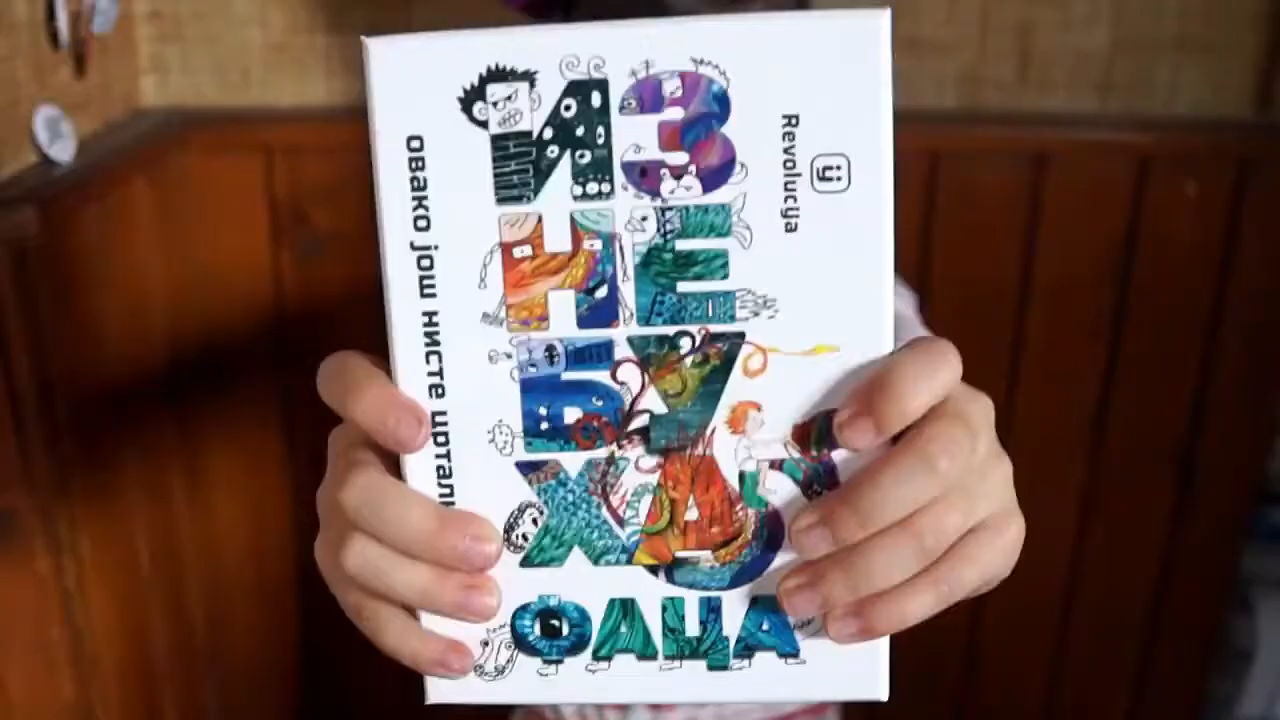 Revolucija
ИЗ
НЕ
БУ
ХА
ФАЦА
овако још нисте